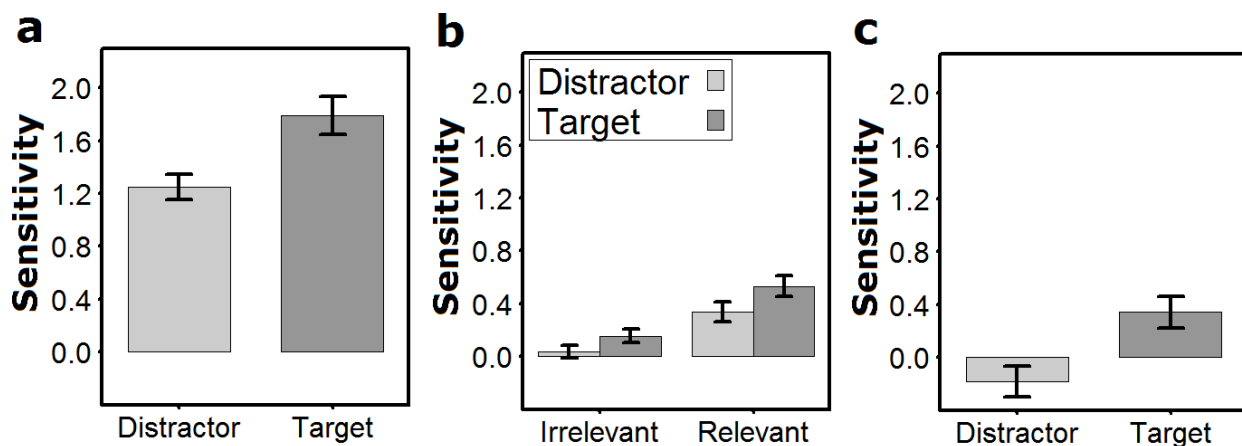 a
Sensitivity
2.0
1.6
1.2
0.8
0.4
0.0
Distractor Target
b
Sensitivity
2.0
1.6
1.2
0.8
0.4
0.0
Distractor
Target
Irrelevant Relevant
c
Sensitivity
2.0
1.6
1.2
0.8
0.4
0.0
Distractor Target